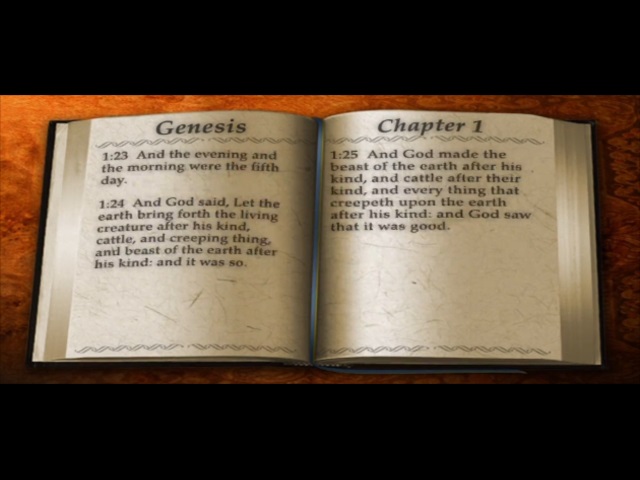 Genesis
1:23 And the evening and
the morning were the fifth
day.
1:24 And God said, Let the
earth bring forth the living
creature after his kind,
cattle, and creeping thing,
and beast of the earth after
his kind: and it was so.
Chapter 1
1:25 And God made the
beast of the earth after his
kind, and cattle after their
kind, and every thing that
creepeth upon the earth
after his kind: and God saw
that it was good.